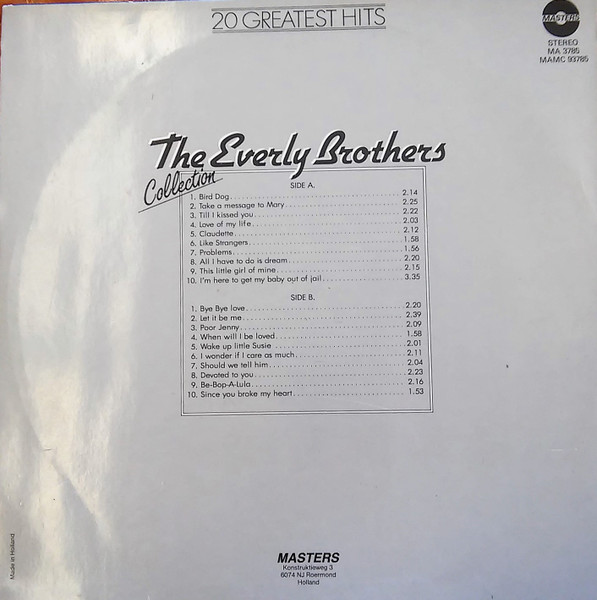 20 GREATEST HITS
MASTERS
STEREO
MA 3785
MAMC 93785
The Everly Brothers
Collection
SIDE A.
1. Bird Dog 2.14
2. Take a message to Mary 2.25
3. Till I kissed you 2.22
4. Love of my life 2.03
5. Claudette 2.12
6. Like Strangers 1.58
7. Problems 1.56
8. All I have to do is dream 2.20
9. This little girl of mine 2.15
10. I'm here to get my baby out of jail 3.35
SIDE B.
1. Bye Bye love 2.20
2. Let it be me 2.39
3. Poor Jenny 2.09
4. When will I be loved 1.58
5. Wake up little Susie 2.01
6. I wonder if I care as much 2.11
7. Should we tell him 2.04
8. Devoted to you 2.23
9. Be-Bop-A-Lula 2.16
10. Since you broke my heart 1.53
Made in Holland
MASTERS
Konstruktieweg 3
6074 NJ Roermond
Holland